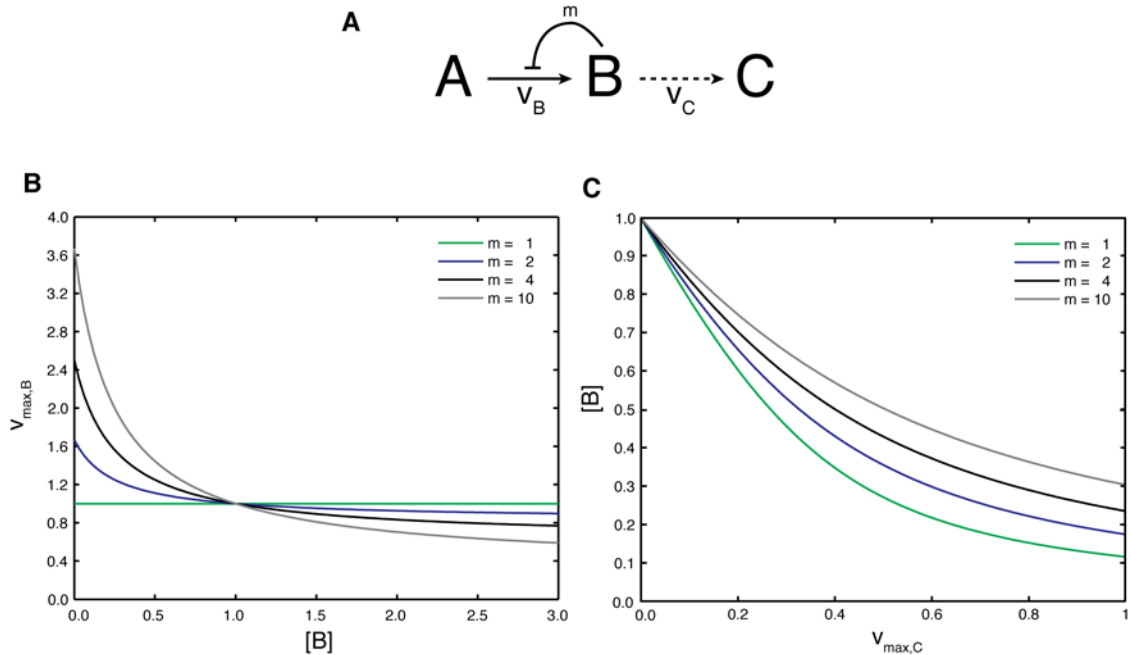 A
m
A
B
C
v_B
v_C
B
4.0
3.6
3.2
2.8
2.4
2.0
1.6
1.2
0.8
0.4
0.0
0.0 0.5 1.0 1.5 2.0 2.5 3.0
v_max,B
[B]
m = 1
m = 2
m = 4
m = 10
C
1.0
0.9
0.8
0.7
0.6
0.5
0.4
0.3
0.2
0.1
0.0
0.0 0.2 0.4 0.6 0.8 1
[B]
v_max,C
m = 1
m = 2
m = 4
m = 10